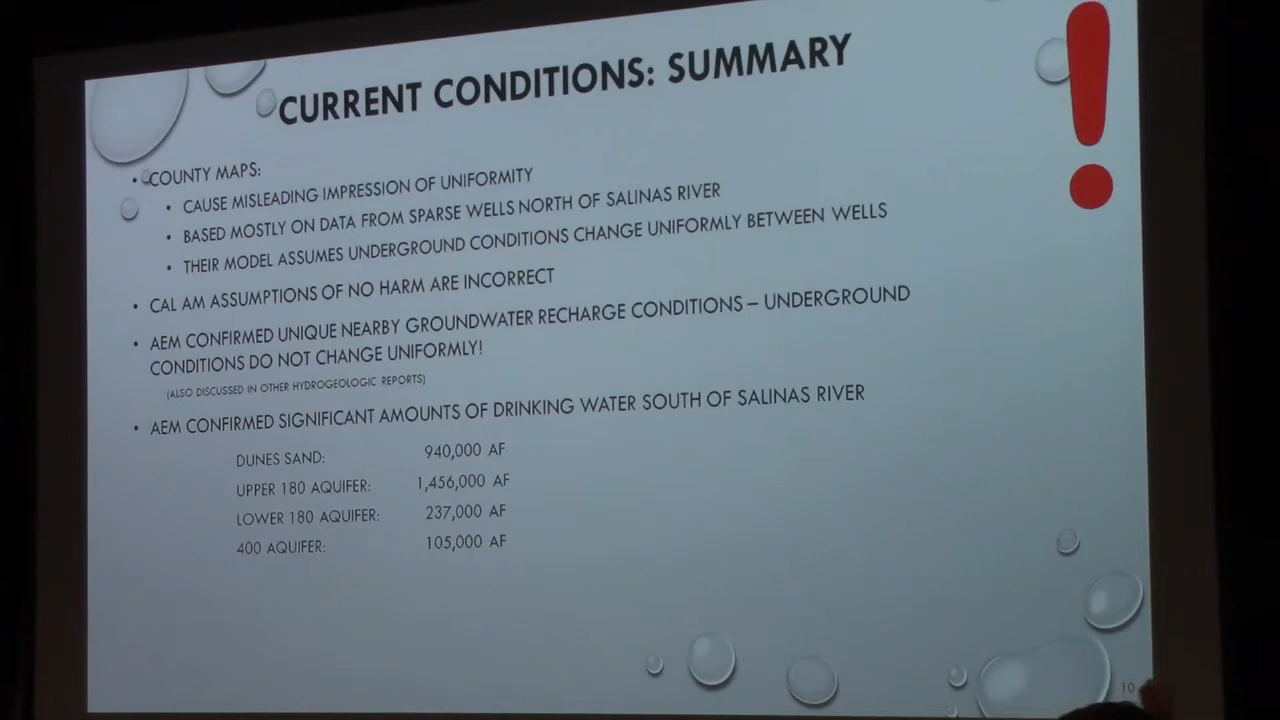 CURRENT CONDITIONS: SUMMARY
• COUNTY MAPS:
• CAUSE MISLEADING IMPRESSION OF UNIFORMITY
• BASED MOSTLY ON DATA FROM SPARSE WELLS NORTH OF SALINAS RIVER
• THEIR MODEL ASSUMES UNDERGROUND CONDITIONS CHANGE UNIFORMLY BETWEEN WELLS
• CAL AM ASSUMPTIONS OF NO HARM ARE INCORRECT
• AEM CONFIRMED UNIQUE NEARBY GROUNDWATER RECHARGE CONDITIONS – UNDERGROUND
CONDITIONS DO NOT CHANGE UNIFORMLY!
(ALSO DISCUSSED IN OTHER HYDROGEOLOGIC REPORTS)
• AEM CONFIRMED SIGNIFICANT AMOUNTS OF DRINKING WATER SOUTH OF SALINAS RIVER
DUNES SAND: 940,000 AF
UPPER 180 AQUIFER: 1,456,000 AF
LOWER 180 AQUIFER: 237,000 AF
400 AQUIFER: 105,000 AF
10